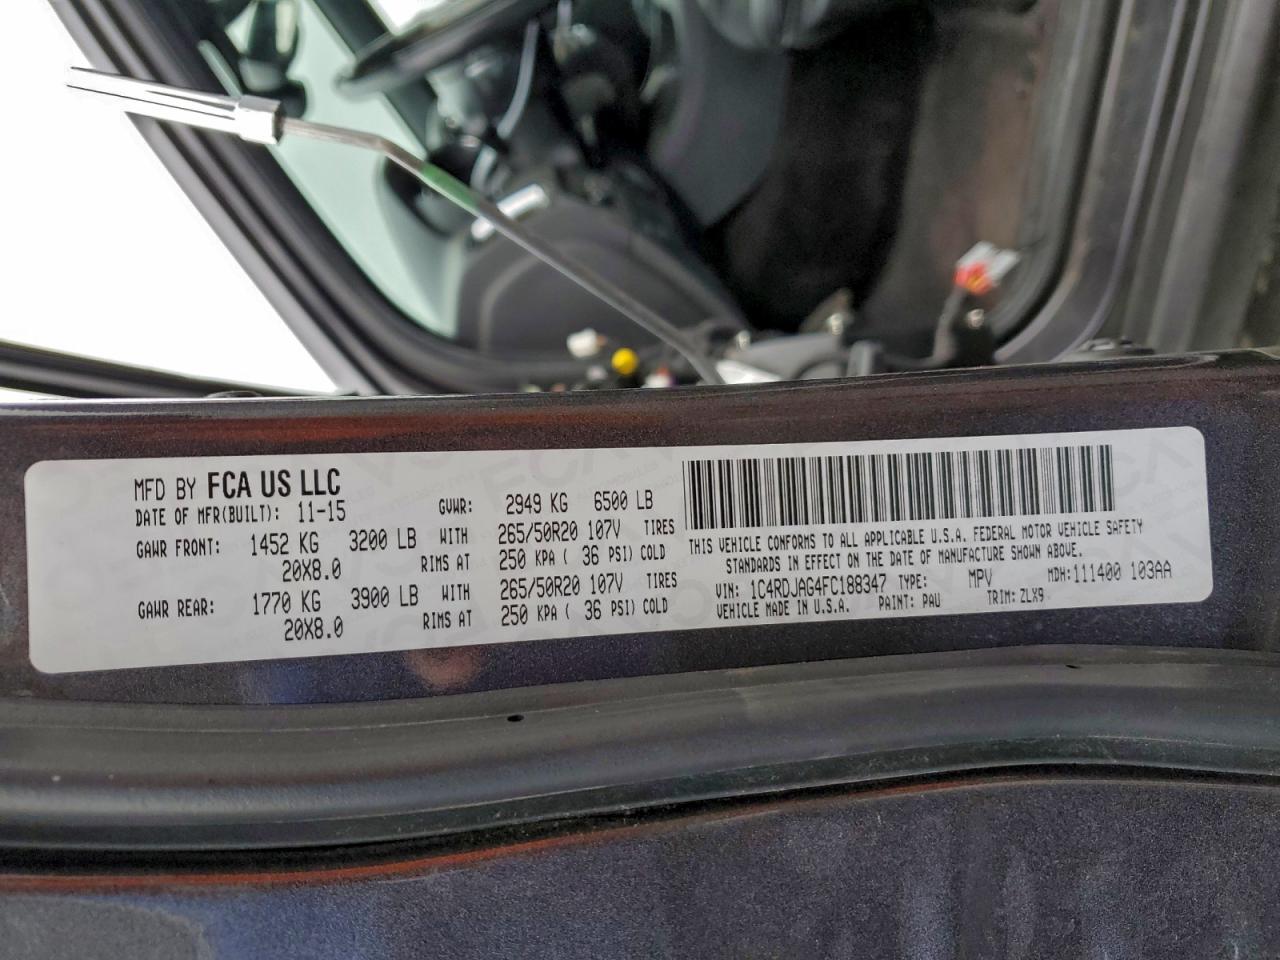 MFD BY FCA US LLC
DATE OF MFR(BUILT): 11-15 GVWR: 2949 KG 6500 LB
GAWR FRONT: 1452 KG 3200 LB WITH 265/50R20 107V TIRES
20X8.0 RIMS AT 250 KPA ( 36 PSI) COLD
GAWR REAR: 1770 KG 3900 LB WITH 265/50R20 107V TIRES
20X8.0 RIMS AT 250 KPA ( 36 PSI) COLD
THIS VEHICLE CONFORMS TO ALL APPLICABLE U.S.A. FEDERAL MOTOR VEHICLE SAFETY
STANDARDS IN EFFECT ON THE DATE OF MANUFACTURE SHOWN ABOVE.
VIN: 1C4RDJAG4FC188347 TYPE: MPV MDH:111400 103AA
VEHICLE MADE IN U.S.A. PAINT: PAU TRIM: ZLX9